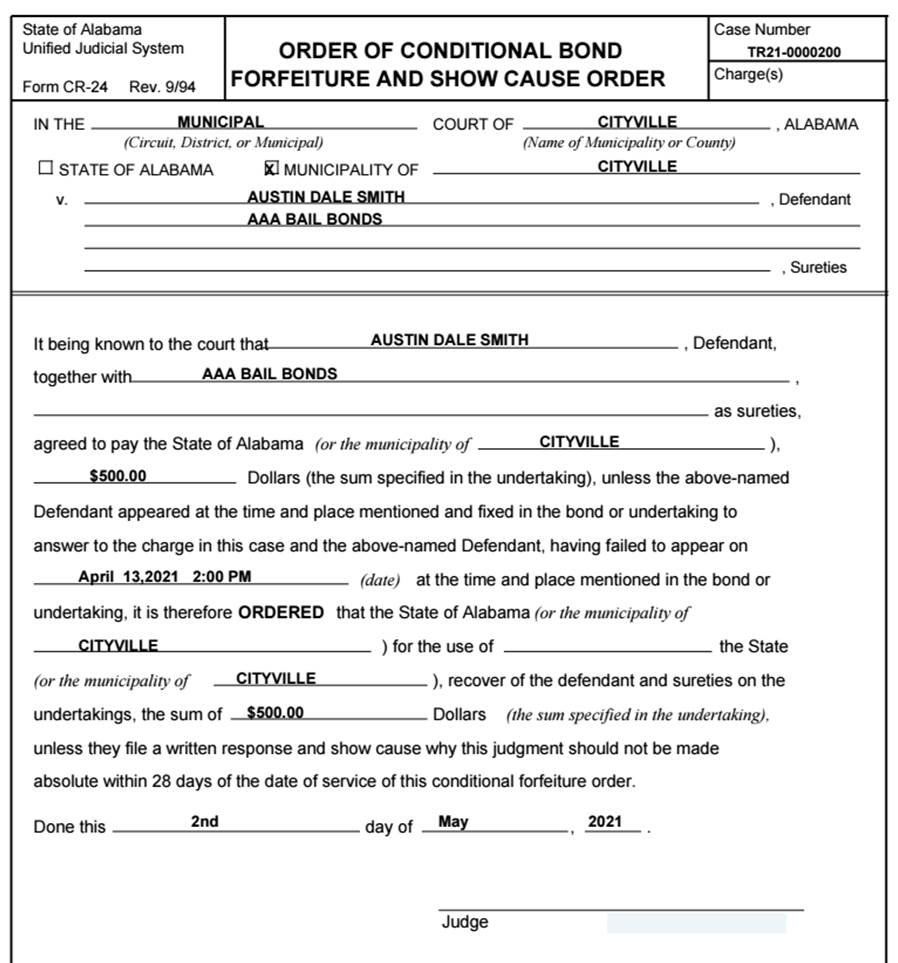 State of Alabama
Unified Judicial System
Form CR-24 Rev. 9/94
ORDER OF CONDITIONAL BOND
FORFEITURE AND SHOW CAUSE ORDER
Case Number
TR21-0000200
Charge(s)
IN THE MUNICIPAL COURT OF CITYVILLE , ALABAMA
(Circuit, District, or Municipal) (Name of Municipality or County)
☐ STATE OF ALABAMA ☒ MUNICIPALITY OF CITYVILLE
v. AUSTIN DALE SMITH , Defendant
AAA BAIL BONDS
, Sureties
It being known to the court that AUSTIN DALE SMITH , Defendant,
together with AAA BAIL BONDS ,
as sureties,
agreed to pay the State of Alabama (or the municipality of CITYVILLE ),
$500.00 Dollars (the sum specified in the undertaking), unless the above-named
Defendant appeared at the time and place mentioned and fixed in the bond or undertaking to
answer to the charge in this case and the above-named Defendant, having failed to appear on
April 13,2021 2:00 PM (date) at the time and place mentioned in the bond or
undertaking, it is therefore ORDERED that the State of Alabama (or the municipality of
CITYVILLE ) for the use of the State
(or the municipality of CITYVILLE ), recover of the defendant and sureties on the
undertakings, the sum of $500.00 Dollars (the sum specified in the undertaking),
unless they file a written response and show cause why this judgment should not be made
absolute within 28 days of the date of service of this conditional forfeiture order.
Done this 2nd day of May , 2021 .
Judge